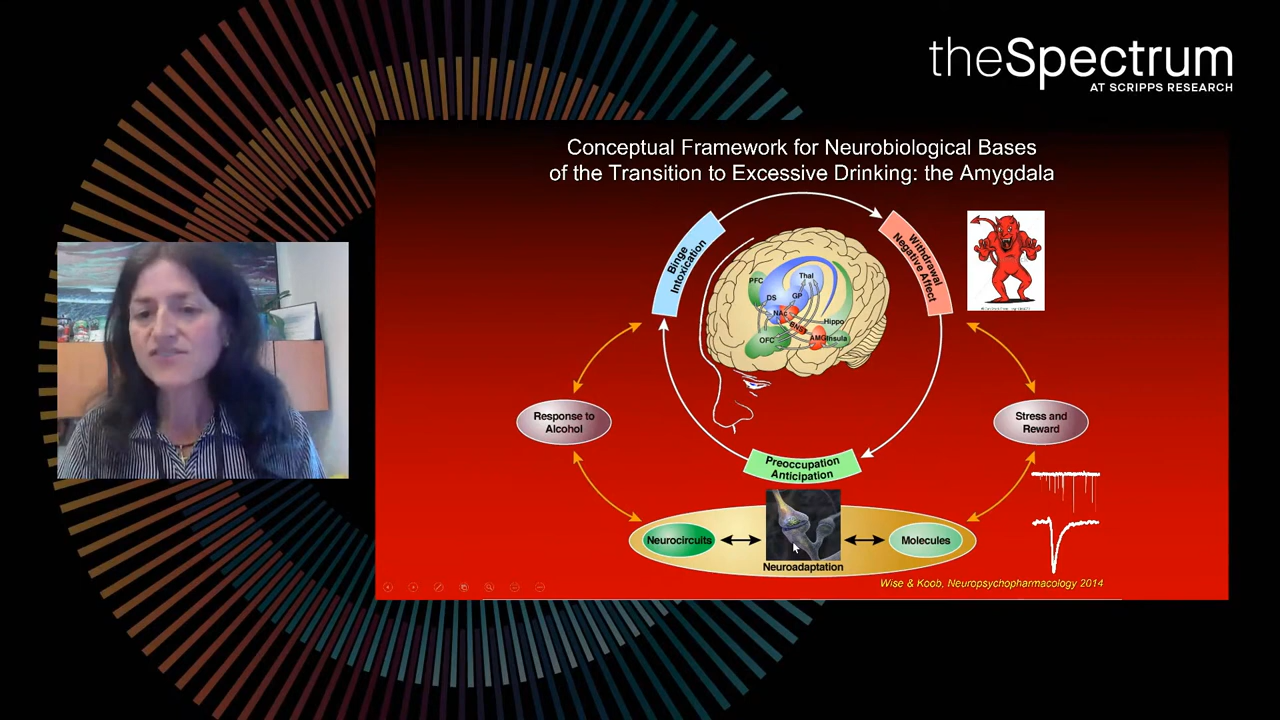 theSpectrum
AT SCRIPPS RESEARCH
Conceptual Framework for Neurobiological Bases
of the Transition to Excessive Drinking: the Amygdala
Binge
Intoxication
Withdrawal
Negative Affect
PFC
Thal
DS
GP
NAc
BNST
Hippo
OFC
AMG
Insula
Response to
Alcohol
Stress and
Reward
Preoccupation
Anticipation
Neurocircuits
Molecules
Neuroadaptation
Wise & Koob, Neuropsychopharmacology 2014